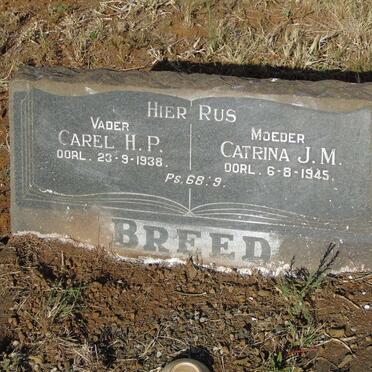 HIER RUS
VADER
CAREL H.P.
OORL. 23-9-1938.
MOEDER
CATRINA J.M.
OORL. 6-8-1945.
Ps. 68:9.
BREED